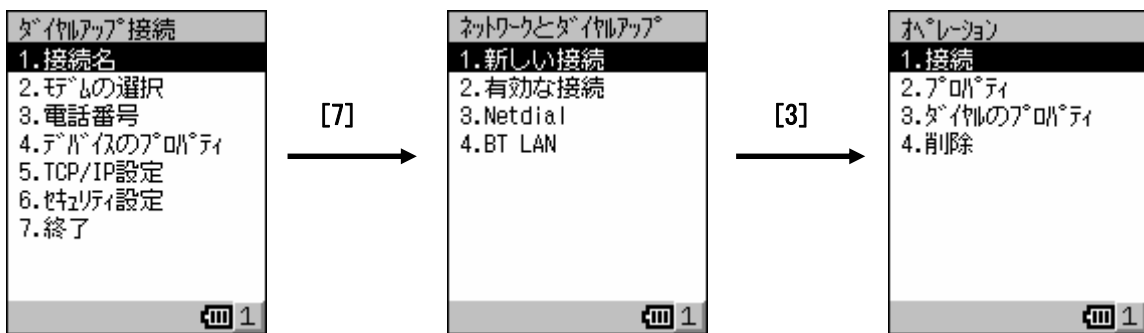 ﾀﾞｲﾔﾙｱｯﾌﾟ接続
1.接続名
2.ﾓﾃﾞﾑの選択
3.電話番号
4.ﾃﾞﾊﾞｲｽのﾌﾟﾛﾊﾟﾃｨ
5.TCP/IP設定
6.ｾｷｭﾘﾃｨ設定
7.終了
1
[7]
ﾈｯﾄﾜｰｸとﾀﾞｲﾔﾙｱｯﾌﾟ
1.新しい接続
2.有効な接続
3.Netdial
4.BT LAN
1
[3]
ｵﾍﾟﾚｰｼｮﾝ
1.接続
2.ﾌﾟﾛﾊﾟﾃｨ
3.ﾀﾞｲﾔﾙのﾌﾟﾛﾊﾟﾃｨ
4.削除
1